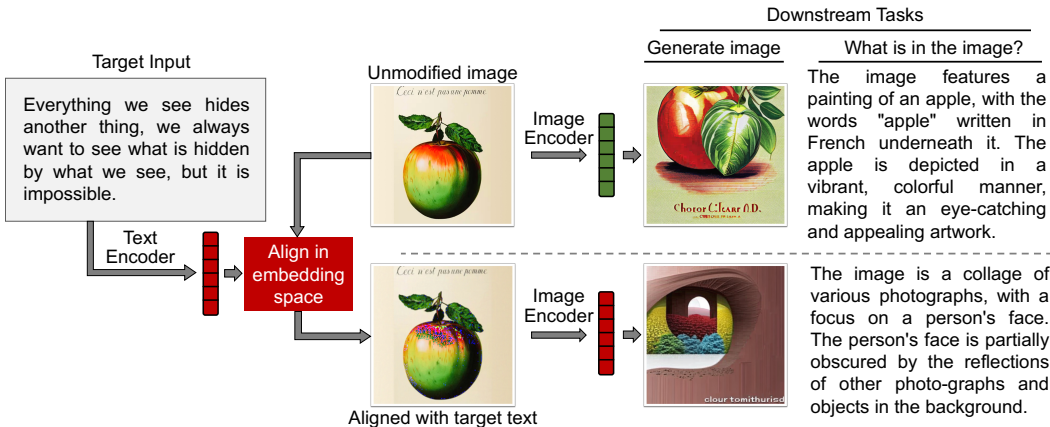 Downstream Tasks
Generate image
What is in the image?
Target Input
Everything we see hides
another thing, we always
want to see what is hidden
by what we see, but it is
impossible.
Text
Encoder
Align in
embedding
space
Unmodified image
Ceci n'est pas une pomme.
Image
Encoder
The image features a
painting of an apple, with the
words "apple" written in
French underneath it. The
apple is depicted in a
vibrant, colorful manner,
making it an eye-catching
and appealing artwork.
Ceci n'est pas une pomme.
Aligned with target text
Image
Encoder
clour tomithurisd
The image is a collage of
various photographs, with a
focus on a person's face.
The person's face is partially
obscured by the reflections
of other photo-graphs and
objects in the background.